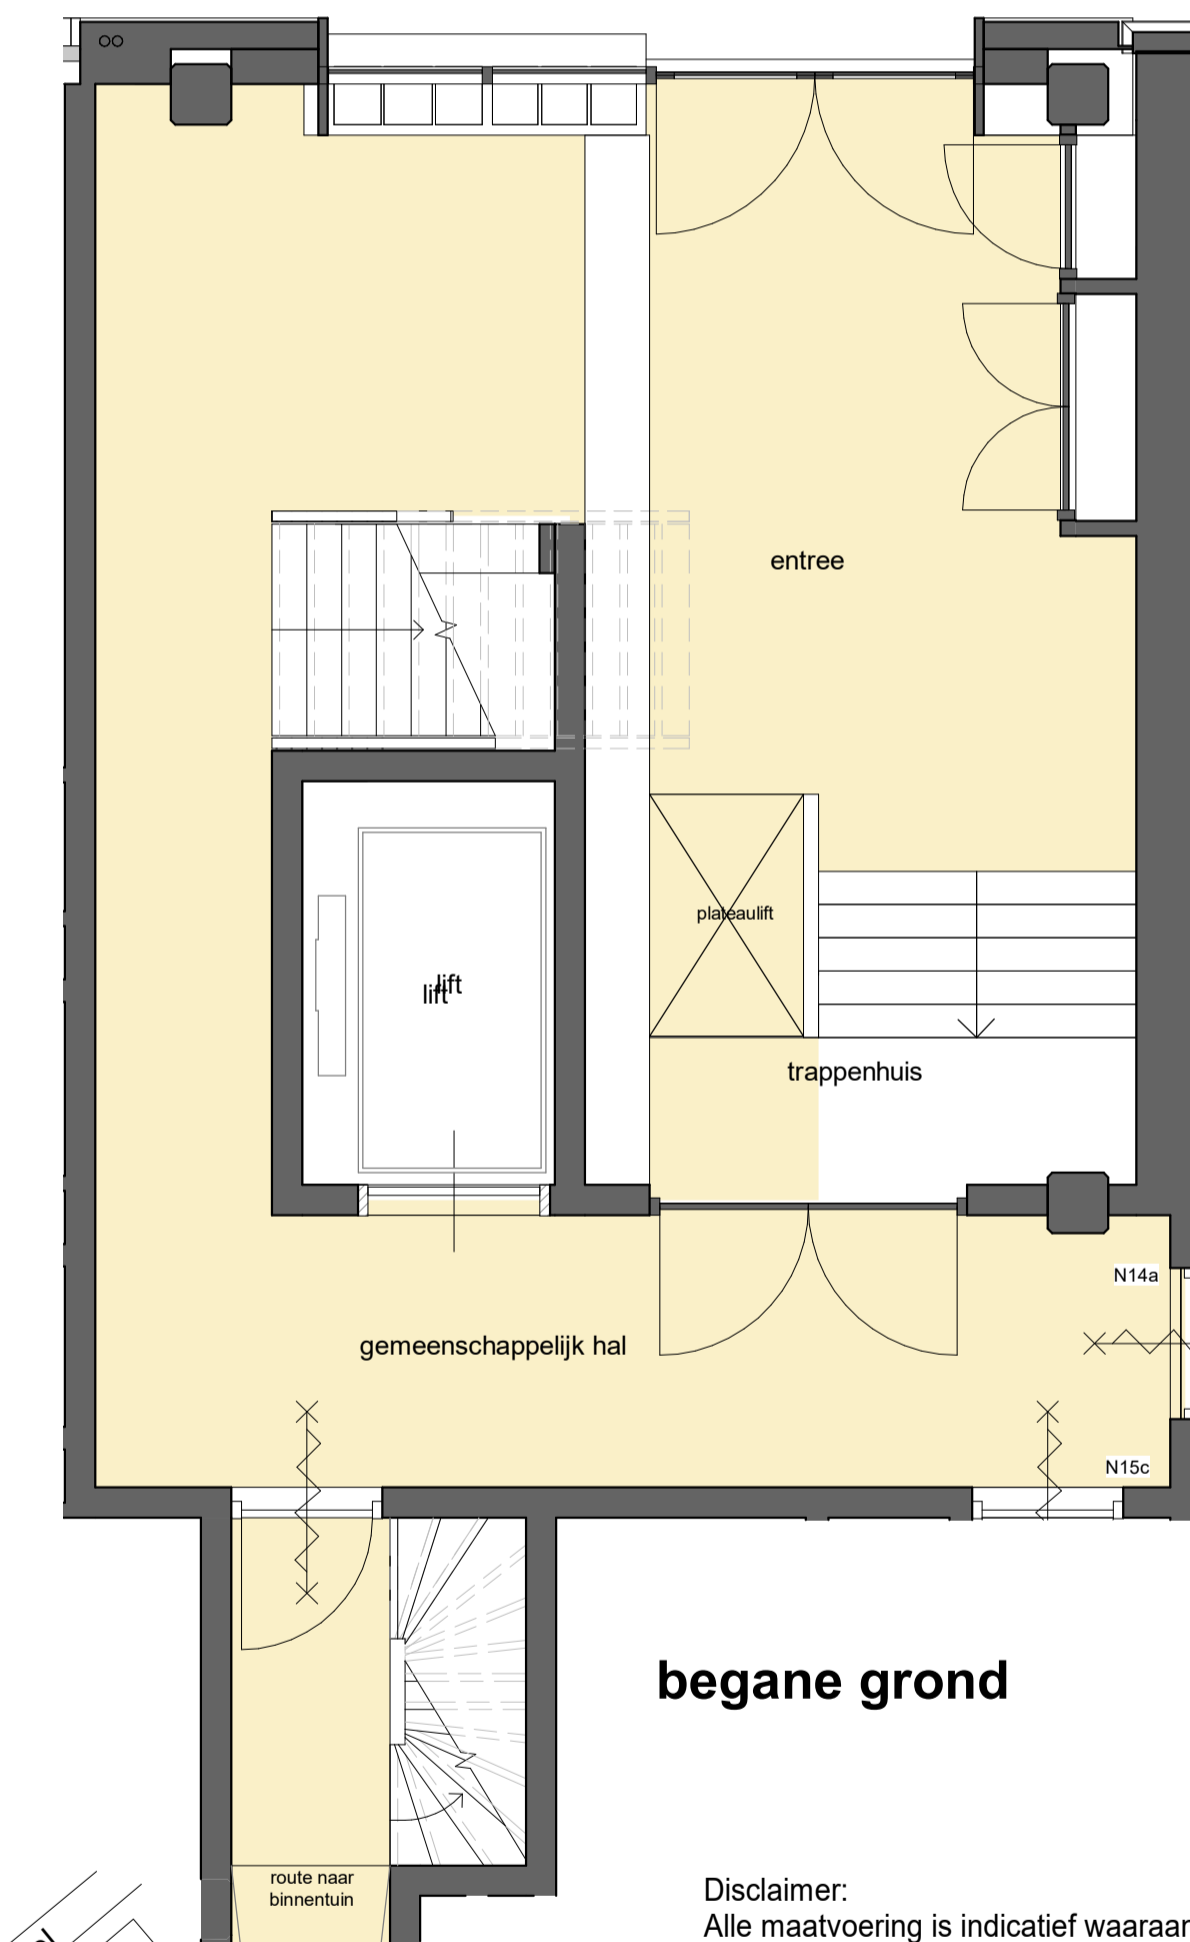 entree
plateaulift
lift
lift
trappenhuis
N14a
gemeenschappelijk hal
N15c
begane grond
route naar
binnentuin
Disclaimer:
Alle maatvoering is indicatief waaraan